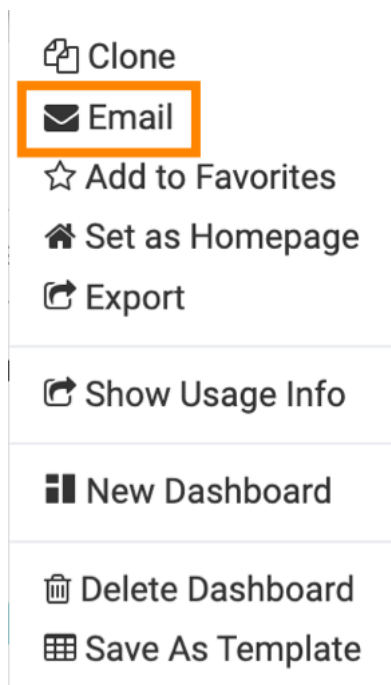 Clone
Email
Add to Favorites
Set as Homepage
Export
Show Usage Info
New Dashboard
Delete Dashboard
Save As Template